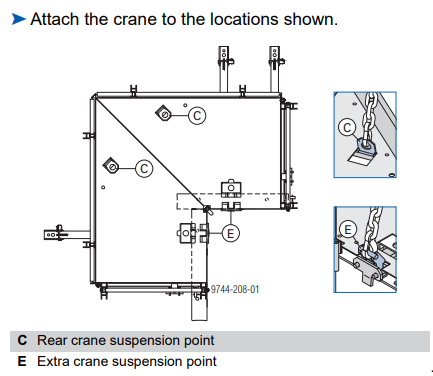 ➤ Attach the crane to the locations shown.
C
C
C
E
E
9744-208-01
C Rear crane suspension point
E Extra crane suspension point